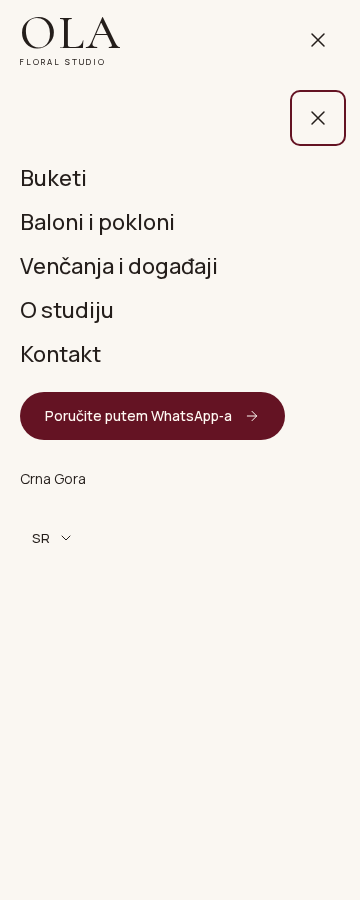 OLA
FLORAL STUDIO
Buketi
Baloni i pokloni
Venčanja i događaji
O studiju
Kontakt
Poručite putem WhatsApp-a
Crna Gora
SR